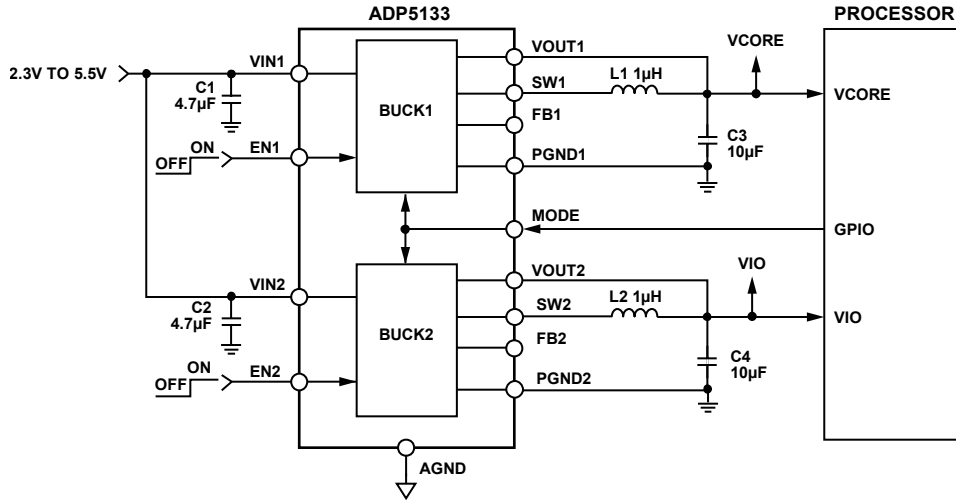 ADP5133
PROCESSOR
2.3V TO 5.5V
VIN1
C1
4.7µF
ON
OFF
EN1
BUCK1
VOUT1
SW1
L1 1µH
VCORE
VCORE
FB1
C3
10µF
PGND1
MODE
GPIO
VIN2
C2
4.7µF
ON
OFF
EN2
BUCK2
VOUT2
SW2
L2 1µH
VIO
VIO
FB2
C4
10µF
PGND2
AGND